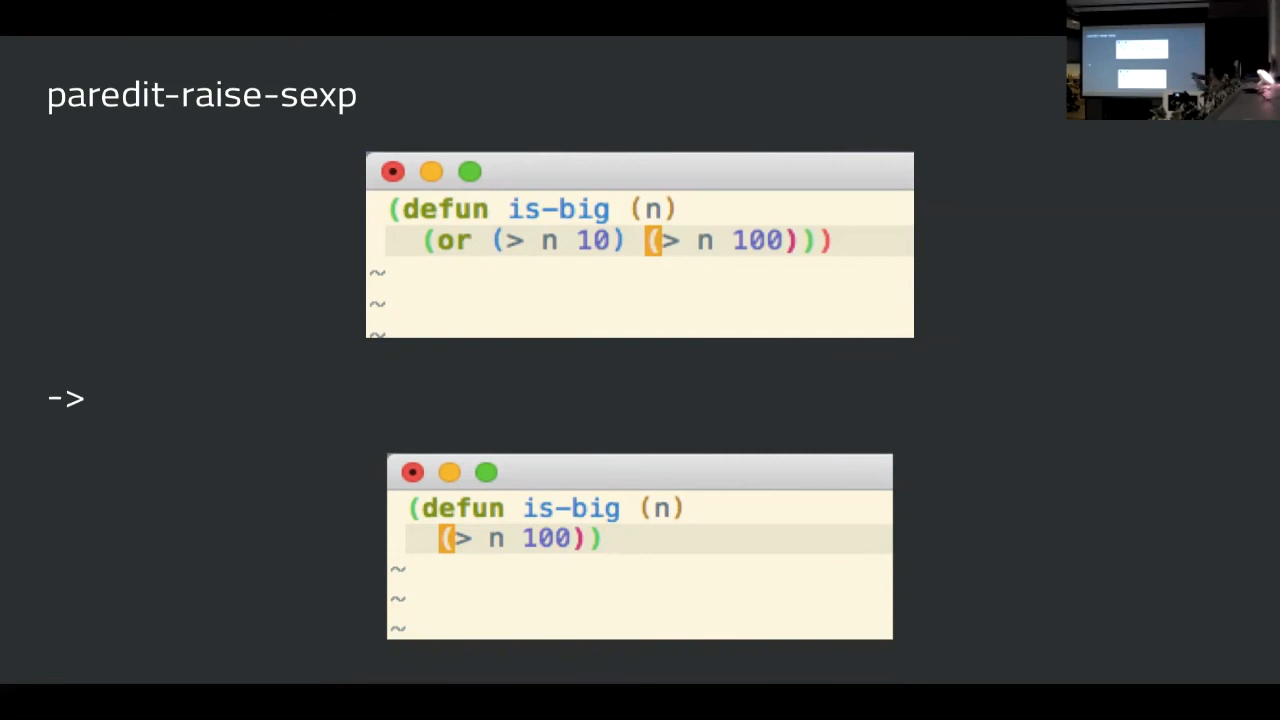 paredit-raise-sexp
(defun is-big (n)
(or (> n 10) (> n 100)))
~
~
~
->
(defun is-big (n)
(> n 100))
~
~
~